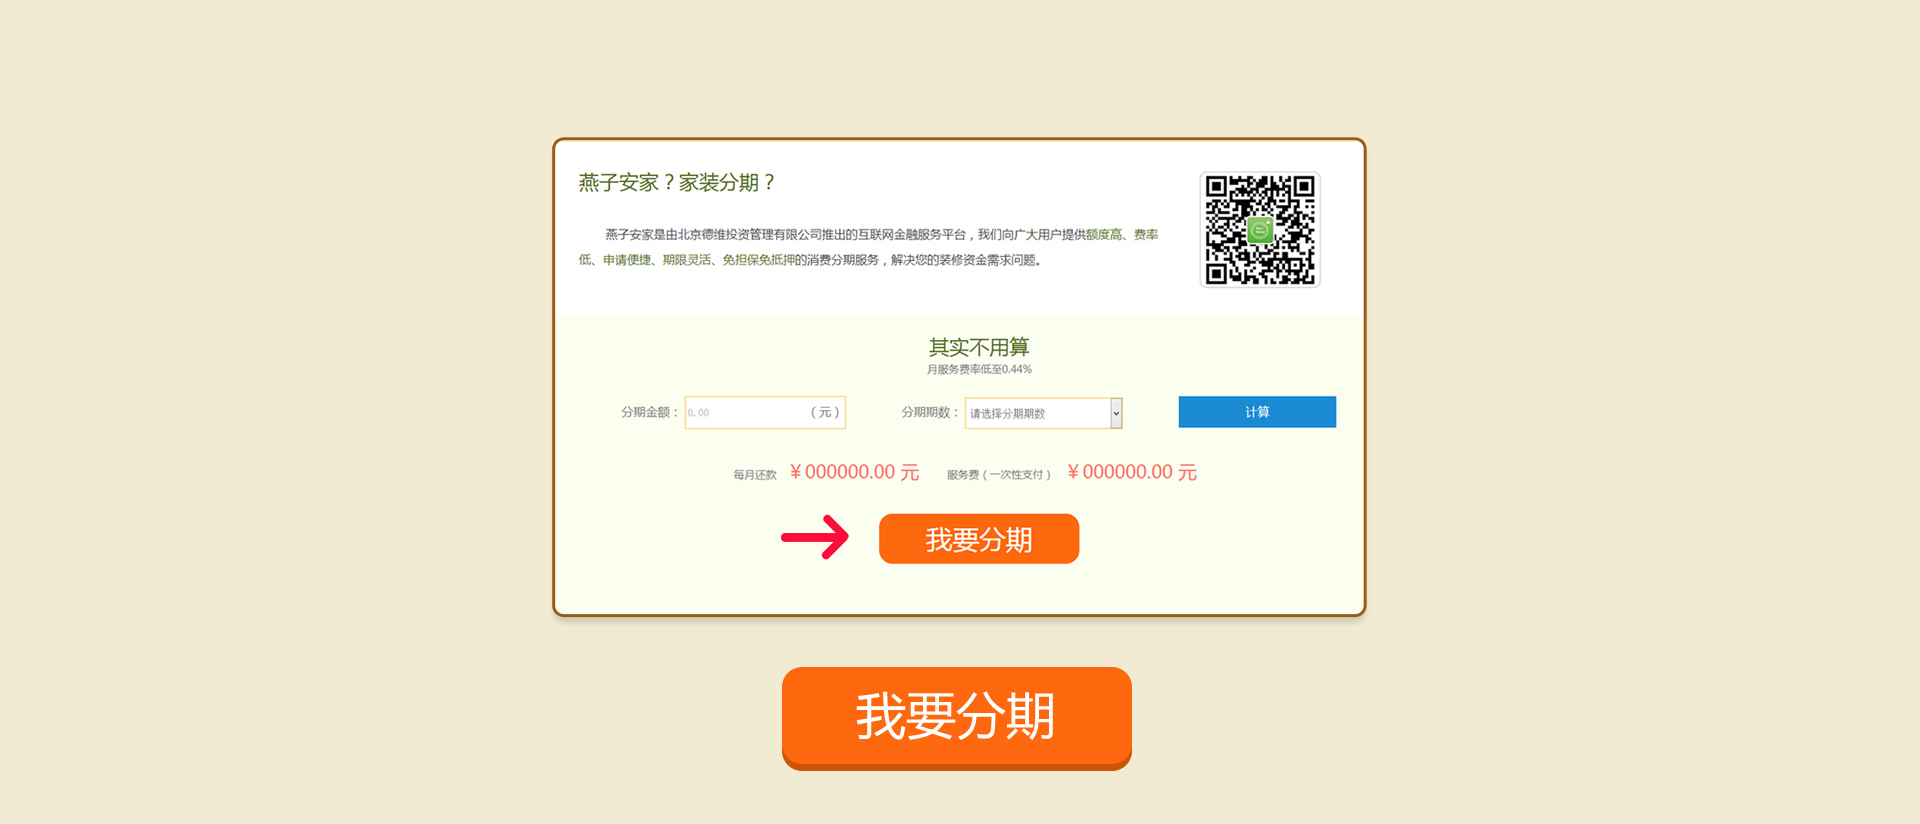 燕子安家？家装分期？
燕子安家是由北京德维投资管理有限公司推出的互联网金融服务平台，我们向广大用户提供额度高、费率
低、申请便捷、期限灵活、免担保免抵押的消费分期服务，解决您的装修资金需求问题。
其实不用算
月服务费率低至0.44%
分期金额： 0.00 （元） 分期期数： 请选择分期期数 计算
每月还款 ￥000000.00 元 服务费（一次性支付） ￥000000.00 元
我要分期
我要分期